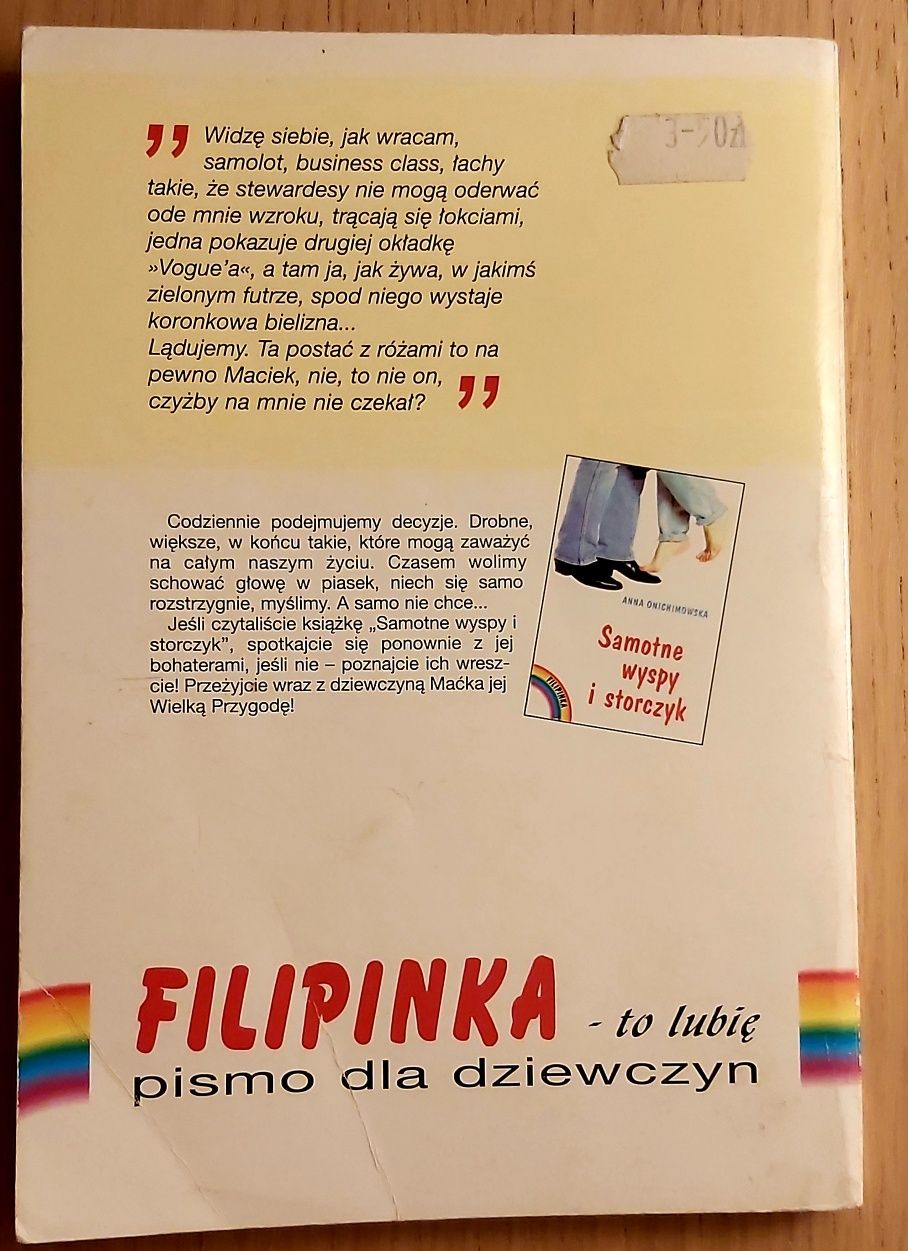 ”
Widzę siebie, jak wracam,
samolot, business class, łachy
takie, że stewardesy nie mogą oderwać
ode mnie wzroku, trącają się łokciami,
jedna pokazuje drugiej okładkę
»Vogue’a«, a tam ja, jak żywa, w jakimś
zielonym futrze, spod niego wystaje
koronkowa bielizna...
Lądujemy. Ta postać z różami to na
pewno Maciek, nie, to nie on,
czyżby na mnie nie czekał? ”
Codziennie podejmujemy decyzje. Drobne,
większe, w końcu takie, które mogą zaważyć
na całym naszym życiu. Czasem wolimy
schować głowę w piasek, niech się samo
rozstrzygnie, myślimy. A samo nie chce...
Jeśli czytaliście książkę „Samotne wyspy i
storczyk”, spotkajcie się ponownie z jej
bohaterami, jeśli nie – poznajcie ich wresz-
cie! Przeżyjcie wraz z dziewczyną Maćka jej
Wielką Przygodę!
ANNA ONICHIMOWSKA
Samotne
wyspy
i storczyk
FILIPINKA
FILIPINKA - to lubię
pismo dla dziewczyn